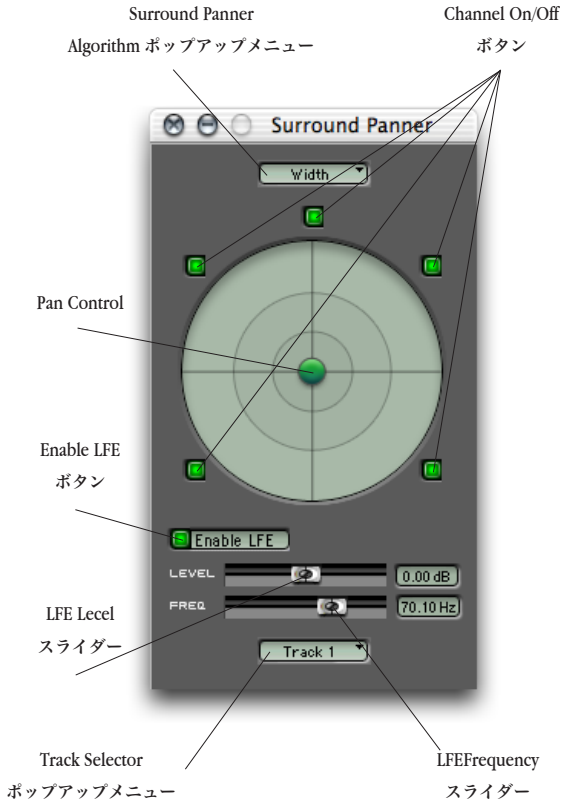 Surround Panner
Algorithm ポップアップメニュー
Channel On/Off
ボタン
Surround Panner
Width
Pan Control
Enable LFE
ボタン
Enable LFE
LEVEL
0.00 dB
FREQ
70.10 Hz
LFE Lecel
スライダー
Track 1
Track Selector
ポップアップメニュー
LFEFrequency
スライダー